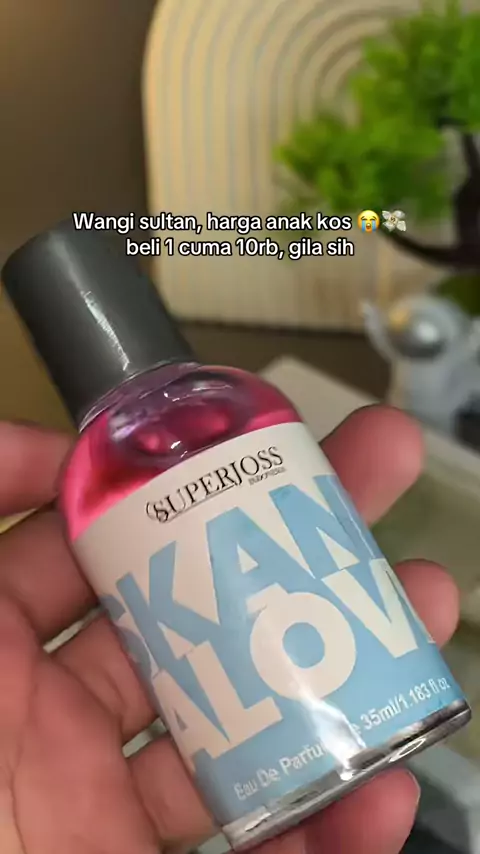 Wangi sultan, harga anak kos 😭💸
beli 1 cuma 10rb, gila sih
SUPERJOSS
INDONESIA
SKAN
ALOV
Eau De Parfum
35ml/1.183 fl oz